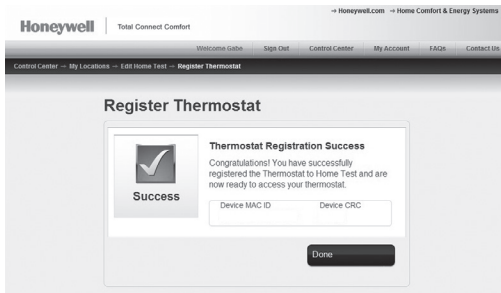 → Honeywell.com → Home Comfort & Energy Systems
Honeywell Total Connect Comfort
Welcome Gabe Sign Out Control Center My Account FAQs Contact Us
Control Center → My Locations → Edit Home Test → Register Thermostat
Register Thermostat
Success
Thermostat Registration Success
Congratulations! You have successfully
registered the Thermostat to Home Test and are
now ready to access your thermostat.
Device MAC ID Device CRC
Done